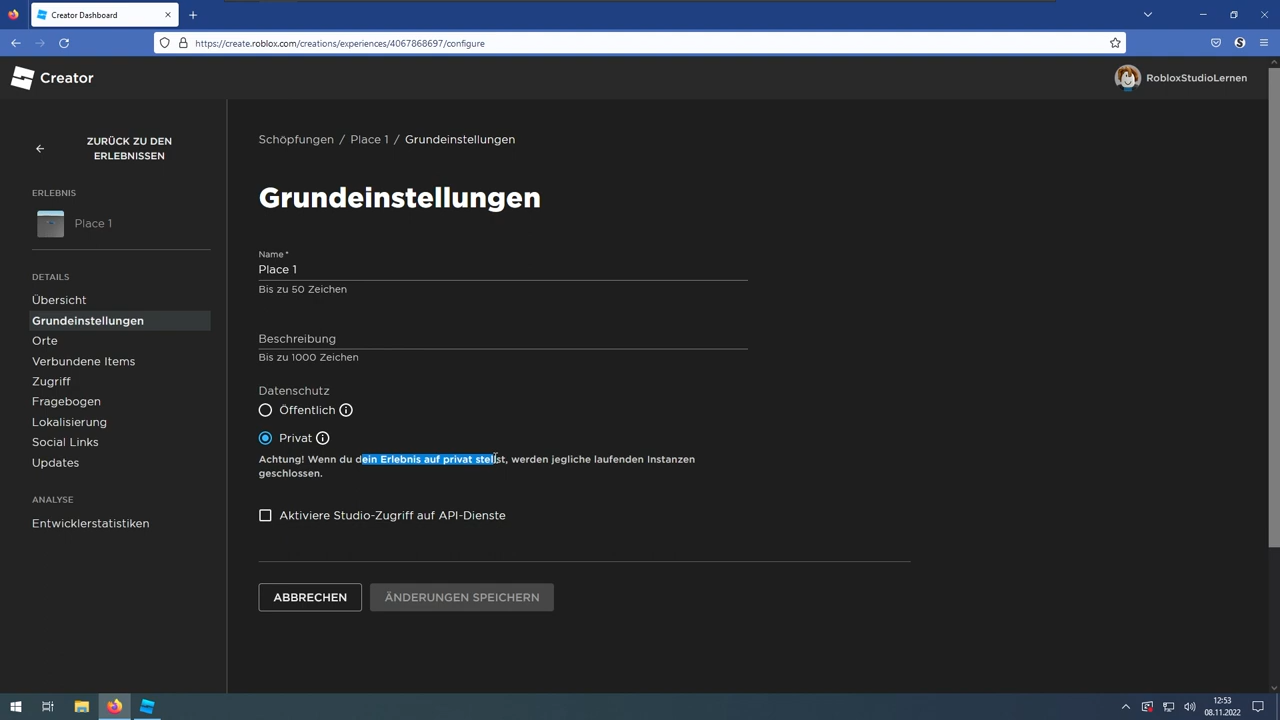 Creator Dashboard
https://create.roblox.com/creations/experiences/4067868697/configure
Creator
RobloxStudioLernen
ZURÜCK ZU DEN
ERLEBNISSEN
ERLEBNIS
Place 1
DETAILS
Übersicht
Grundeinstellungen
Orte
Verbundene Items
Zugriff
Fragebogen
Lokalisierung
Social Links
Updates
ANALYSE
Entwicklerstatistiken
Schöpfungen / Place 1 / Grundeinstellungen
Grundeinstellungen
Name*
Place 1
Bis zu 50 Zeichen
Beschreibung
Bis zu 1000 Zeichen
Datenschutz
Öffentlich
Privat
Achtung! Wenn du dein Erlebnis auf privat stellst, werden jegliche laufenden Instanzen
geschlossen.
Aktiviere Studio-Zugriff auf API-Dienste
ABBRECHEN
ÄNDERUNGEN SPEICHERN
12:53
08.11.2022